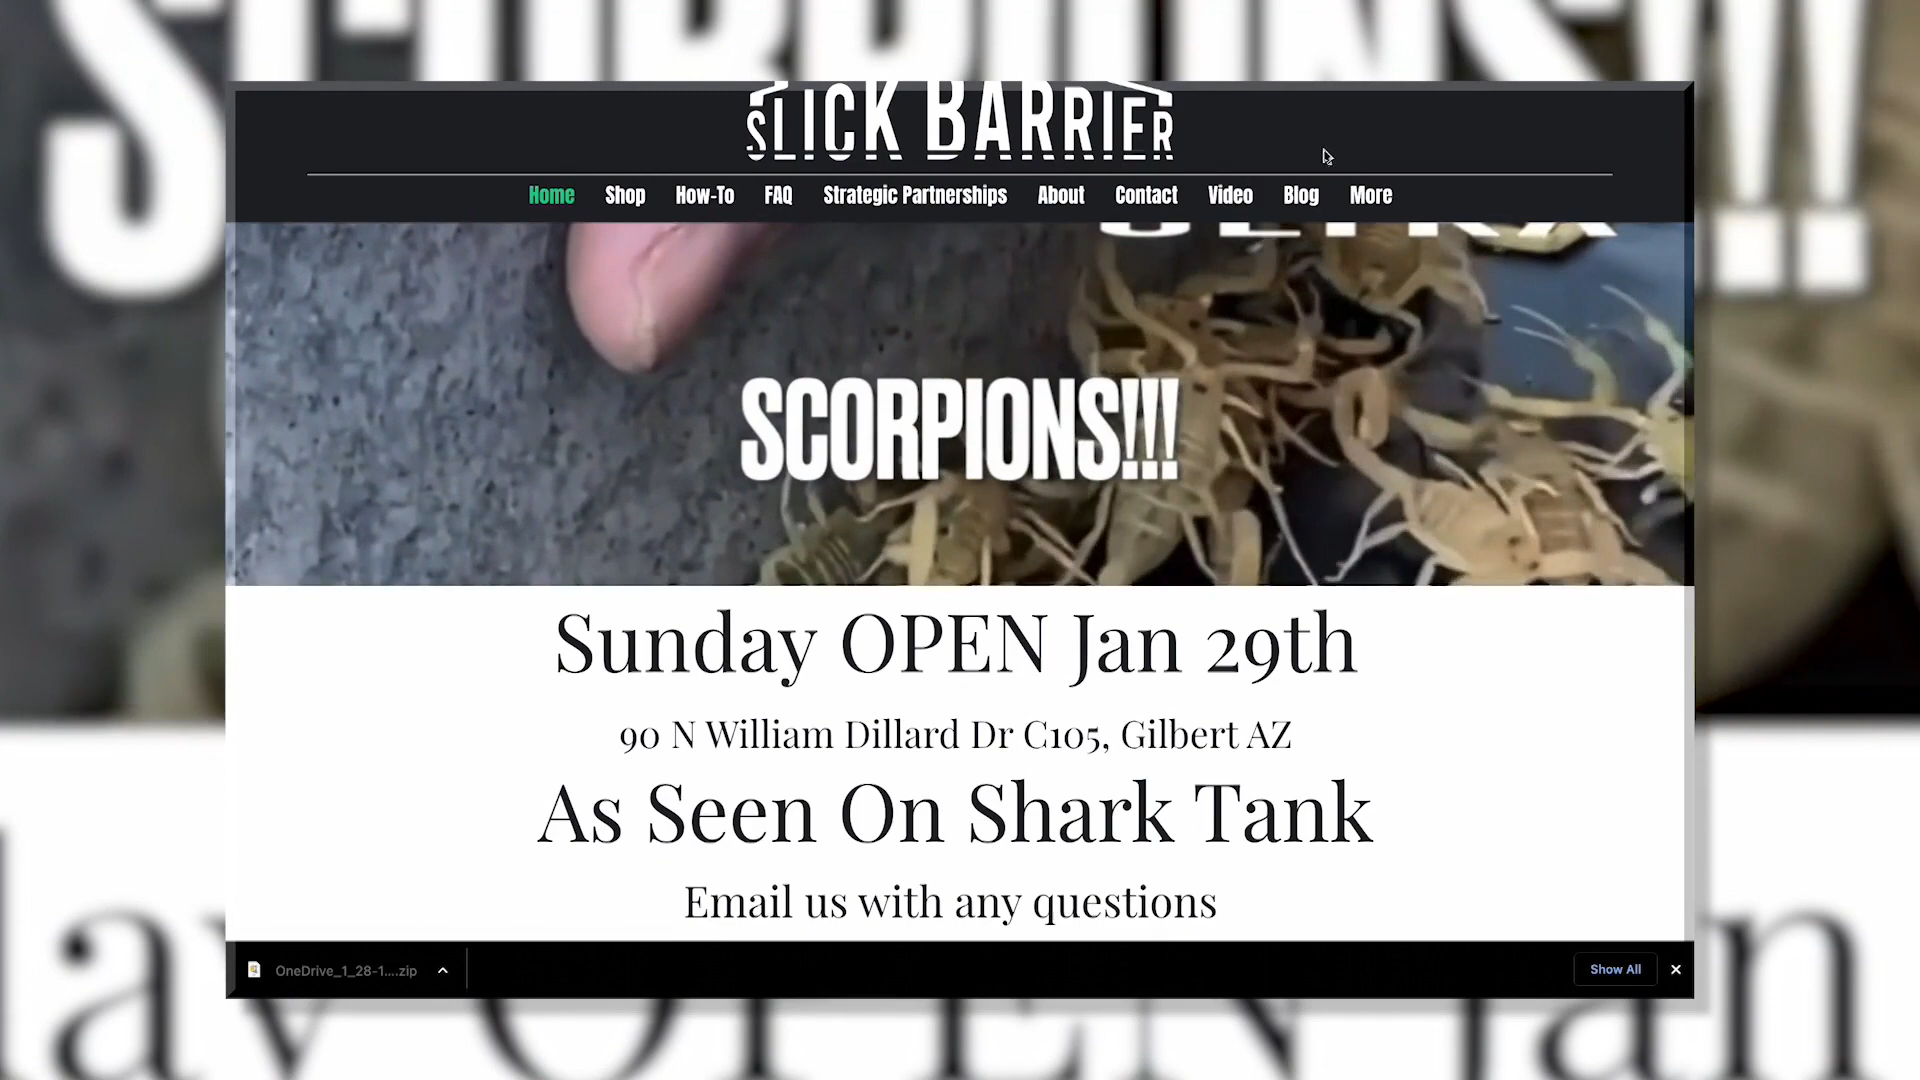 SLICK BARRIER
Home Shop How-To FAQ Strategic Partnerships About Contact Video Blog More
SCORPIONS!!!
Sunday OPEN Jan 29th
90 N William Dillard Dr C105, Gilbert AZ
As Seen On Shark Tank
Email us with any questions
OneDrive_1_28-1....zip
Show All